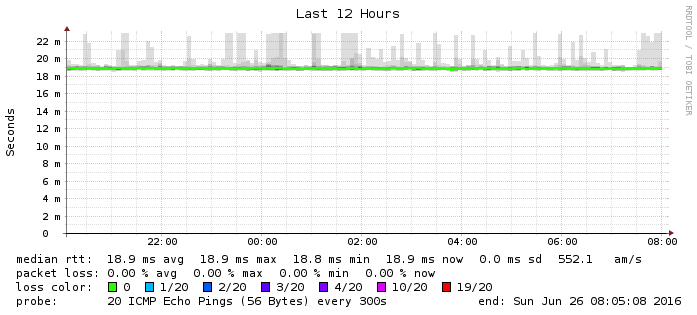 Last 12 Hours
RRDTOOL / TOBI OETIKER
Seconds
22 m
20 m
18 m
16 m
14 m
12 m
10 m
8 m
6 m
4 m
2 m
0
22:00 00:00 02:00 04:00 06:00 08:00
median rtt: 18.9 ms avg 18.9 ms max 18.8 ms min 18.9 ms now 0.0 ms sd 552.1 am/s
packet loss: 0.00 % avg 0.00 % max 0.00 % min 0.00 % now
loss color: 0 1/20 2/20 3/20 4/20 10/20 19/20
probe: 20 ICMP Echo Pings (56 Bytes) every 300s end: Sun Jun 26 08:05:08 2016